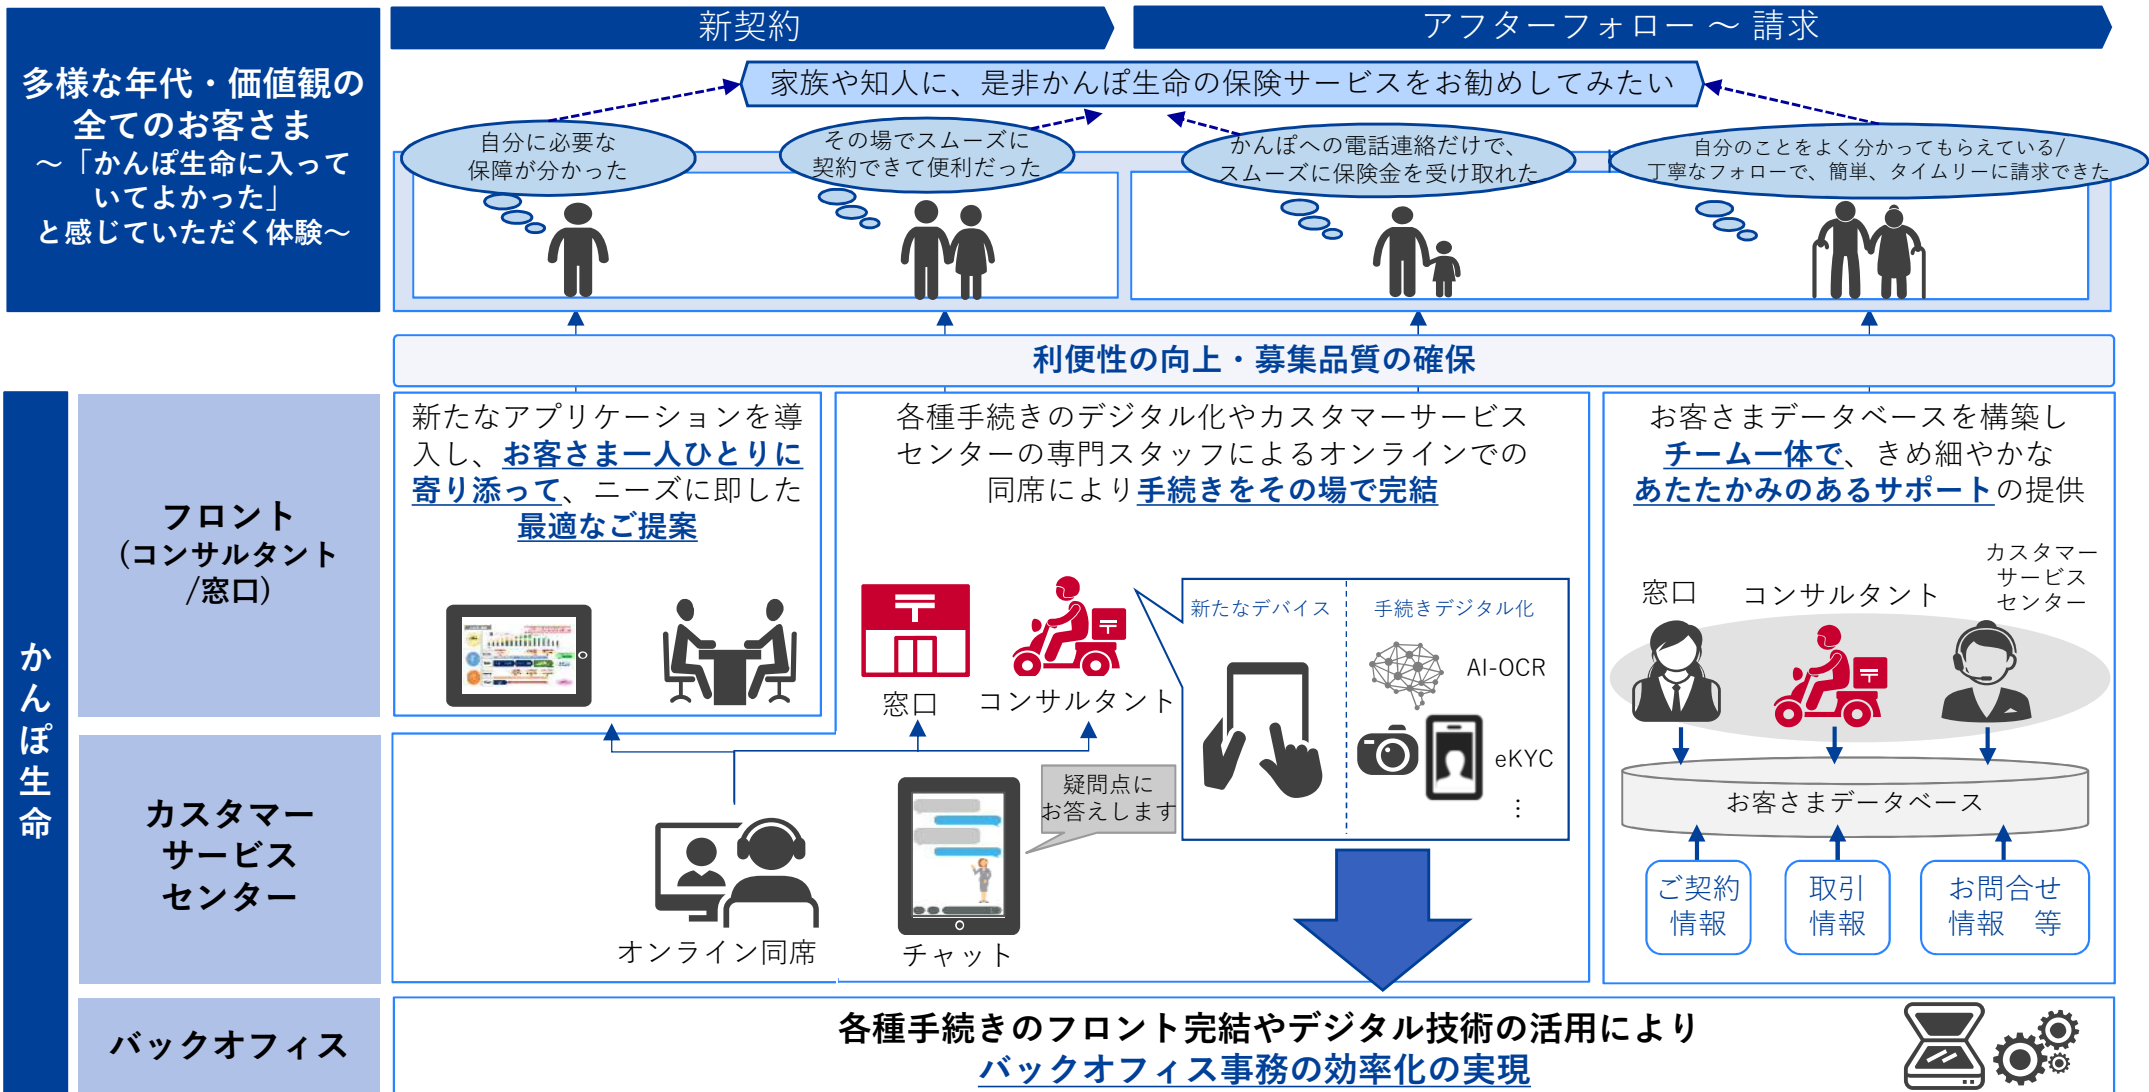 新契約
アフターフォロー ～ 請求
多様な年代・価値観の
全てのお客さま
～「かんぽ生命に入って
いてよかった」
と感じていただく体験～
家族や知人に、是非かんぽ生命の保険サービスをお勧めしてみたい
自分に必要な
保障が分かった
その場でスムーズに
契約できて便利だった
かんぽへの電話連絡だけで、
スムーズに保険金を受け取れた
自分のことをよく分かってもらえている/
丁寧なフォローで、簡単、タイムリーに請求できた
利便性の向上・募集品質の確保
かんぽ生命
フロント
（コンサルタント
/窓口）
新たなアプリケーションを導
入し、お客さま一人ひとりに
寄り添って、ニーズに即した
最適なご提案
各種手続きのデジタル化やカスタマーサービス
センターの専門スタッフによるオンラインでの
同席により手続きをその場で完結
窓口
コンサルタント
新たなデバイス
手続きデジタル化
AI-OCR
eKYC
⋮
お客さまデータベースを構築し
チーム一体で、きめ細やかな
あたたかみのあるサポートの提供
窓口
コンサルタント
カスタマー
サービス
センター
お客さまデータベース
ご契約
情報
取引
情報
お問合せ
情報　等
カスタマー
サービス
センター
オンライン同席
チャット
疑問点に
お答えします
バックオフィス
各種手続きのフロント完結やデジタル技術の活用により
バックオフィス事務の効率化の実現